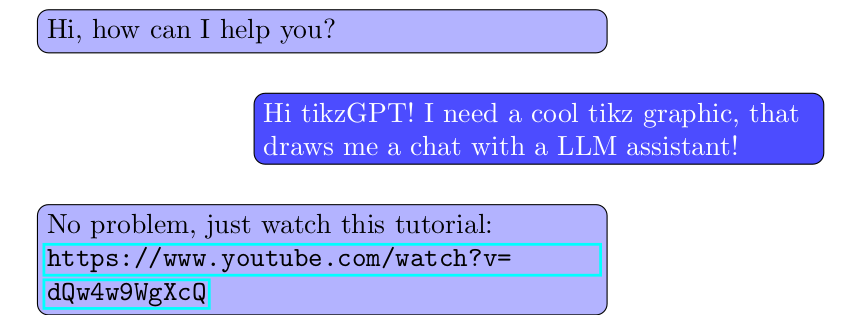 Hi, how can I help you?
Hi tikzGPT! I need a cool tikz graphic, that
draws me a chat with a LLM assistant!
No problem, just watch this tutorial:
https://www.youtube.com/watch?v=
dQw4w9WgXcQ